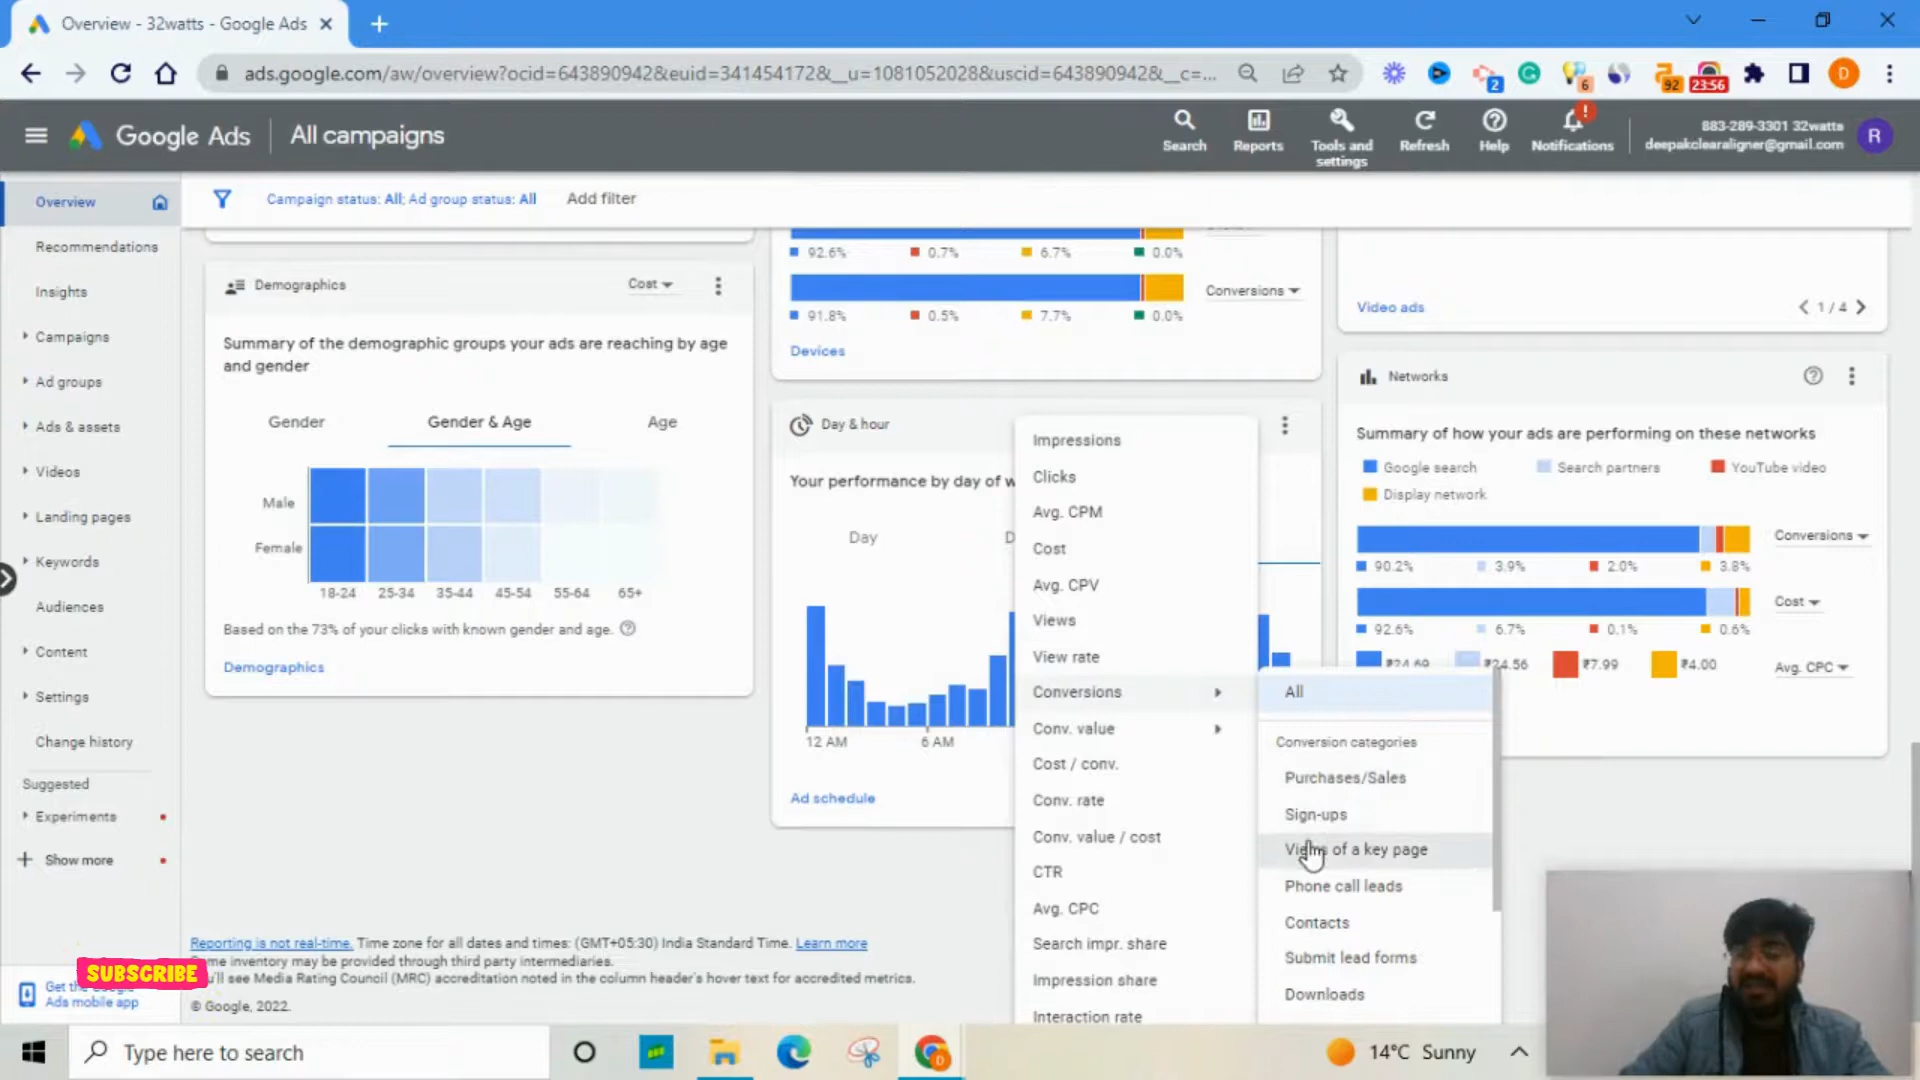 Overview - 32watts - Google Ads
ads.google.com/aw/overview?ocid=643890942&euid=341454172&__u=1081052028&uscid=643890942&__c=...
2
6
92
23:56
D
Google Ads
All campaigns
Search
Reports
Tools and
settings
Refresh
Help
Notifications
!
883-289-3301 32watts
deepakclearaligner@gmail.com
R
Overview
Recommendations
Insights
Campaigns
Ad groups
Ads & assets
Videos
Landing pages
Keywords
Audiences
Content
Settings
Change history
Suggested
Experiments
Show more
Ads mobile app
SUBSCRIBE
Campaign status: All; Ad group status: All
Add filter
Demographics
Cost
Summary of the demographic groups your ads are reaching by age
and gender
Gender
Gender & Age
Age
Male
Female
18-24 25-34 35-44 45-54 55-64 65+
Based on the 73% of your clicks with known gender and age.
Demographics
92.6% 0.7% 6.7% 0.0%
Conversions
91.8% 0.5% 7.7% 0.0%
Devices
Day & hour
Your performance by day of w
Day
D
12 AM 6 AM
Ad schedule
Impressions
Clicks
Avg. CPM
Cost
Avg. CPV
Views
View rate
Conversions
Conv. value
Cost / conv.
Conv. rate
Conv. value / cost
CTR
Avg. CPC
Search impr. share
Impression share
Interaction rate
All
Conversion categories
Purchases/Sales
Sign-ups
Views of a key page
Phone call leads
Contacts
Submit lead forms
Downloads
Video ads
1 / 4
Networks
Summary of how your ads are performing on these networks
Google search
Search partners
YouTube video
Display network
Conversions
90.2% 3.9% 2.0% 3.8%
Cost
92.6% 6.7% 0.1% 0.6%
₹24.69 ₹24.56 ₹7.99 ₹4.00
Avg. CPC
Reporting is not real-time. Time zone for all dates and times: (GMT+05:30) India Standard Time. Learn more
Some inventory may be provided through third party intermediaries.
You'll see Media Rating Council (MRC) accreditation noted in the column header's hover text for accredited metrics.
© Google, 2022.
Type here to search
D
14°C Sunny